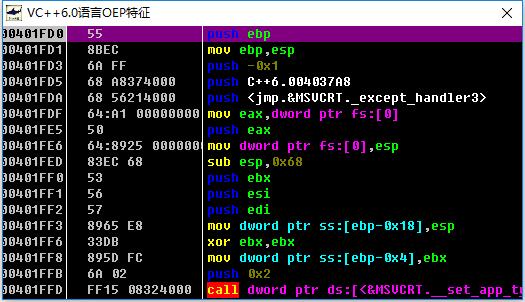 VC++6.0语言OEP特征
00401FD0 55 push ebp
00401FD1 8BEC mov ebp,esp
00401FD3 6A FF push -0x1
00401FD5 68 A8374000 push C++6.004037A8
00401FDA 68 56214000 push <jmp.&MSVCRT._except_handler3>
00401FDF 64:A1 00000000 mov eax,dword ptr fs:[0]
00401FE5 50 push eax
00401FE6 64:8925 0000000 mov dword ptr fs:[0],esp
00401FED 83EC 68 sub esp,0x68
00401FF0 53 push ebx
00401FF1 56 push esi
00401FF2 57 push edi
00401FF3 8965 E8 mov dword ptr ss:[ebp-0x18],esp
00401FF6 33DB xor ebx,ebx
00401FF8 895D FC mov dword ptr ss:[ebp-0x4],ebx
00401FFB 6A 02 push 0x2
00401FFD FF15 08324000 call dword ptr ds:[<&MSVCRT.__set_app_t